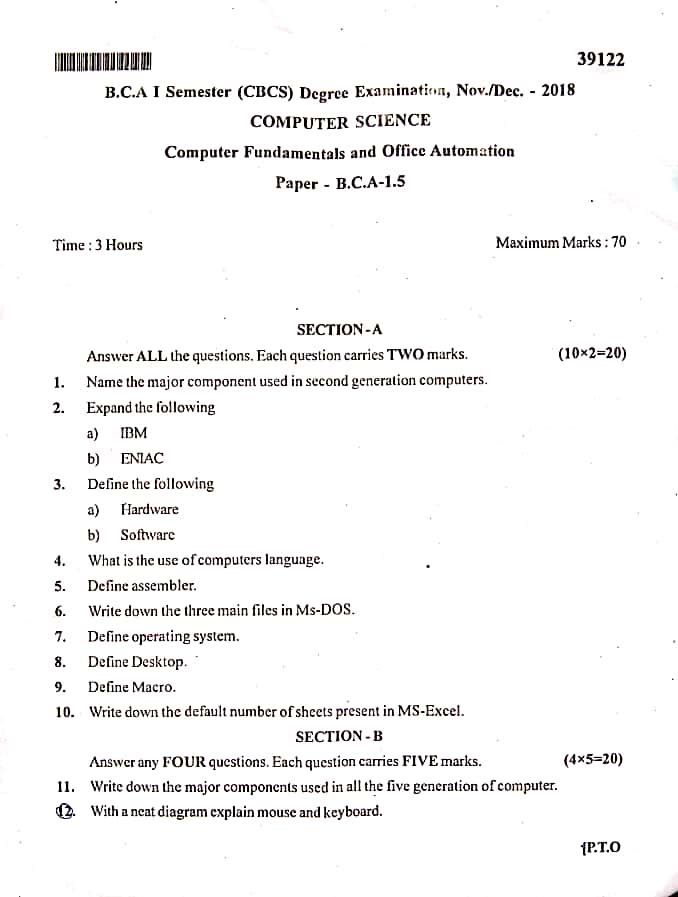 39122
B.C.A I Semester (CBCS) Degree Examination, Nov./Dec. - 2018
COMPUTER SCIENCE
Computer Fundamentals and Office Automation
Paper - B.C.A-1.5
Time : 3 Hours Maximum Marks : 70
SECTION-A
Answer ALL the questions. Each question carries TWO marks. (10×2=20)
1. Name the major component used in second generation computers.
2. Expand the following
a) IBM
b) ENIAC
3. Define the following
a) Hardware
b) Software
4. What is the use of computers language.
5. Define assembler.
6. Write down the three main files in Ms-DOS.
7. Define operating system.
8. Define Desktop.
9. Define Macro.
10. Write down the default number of sheets present in MS-Excel.
SECTION-B
Answer any FOUR questions. Each question carries FIVE marks. (4×5=20)
11. Write down the major components used in all the five generation of computer.
12. With a neat diagram explain mouse and keyboard.
P.T.O